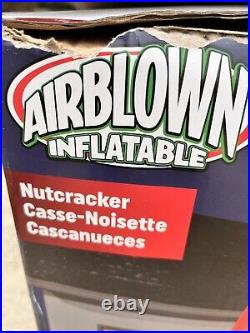 AIRBLOWN
INFLATABLE
Nutcracker
Casse-Noisette
Cascanueces